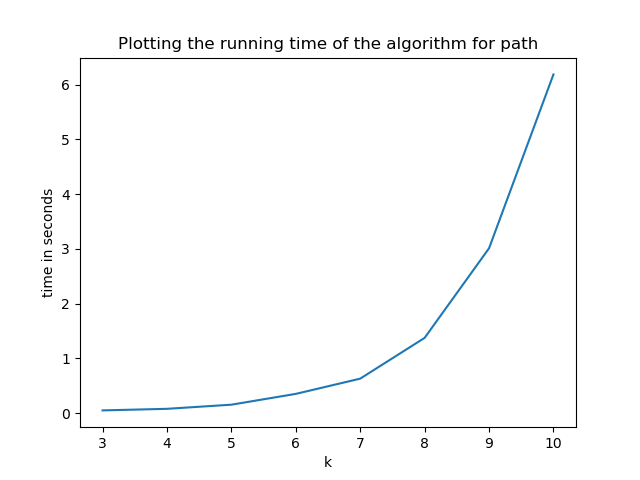 Plotting the running time of the algorithm for path
6
5
4
3
2
1
0
time in seconds
3 4 5 6 7 8 9 10
k